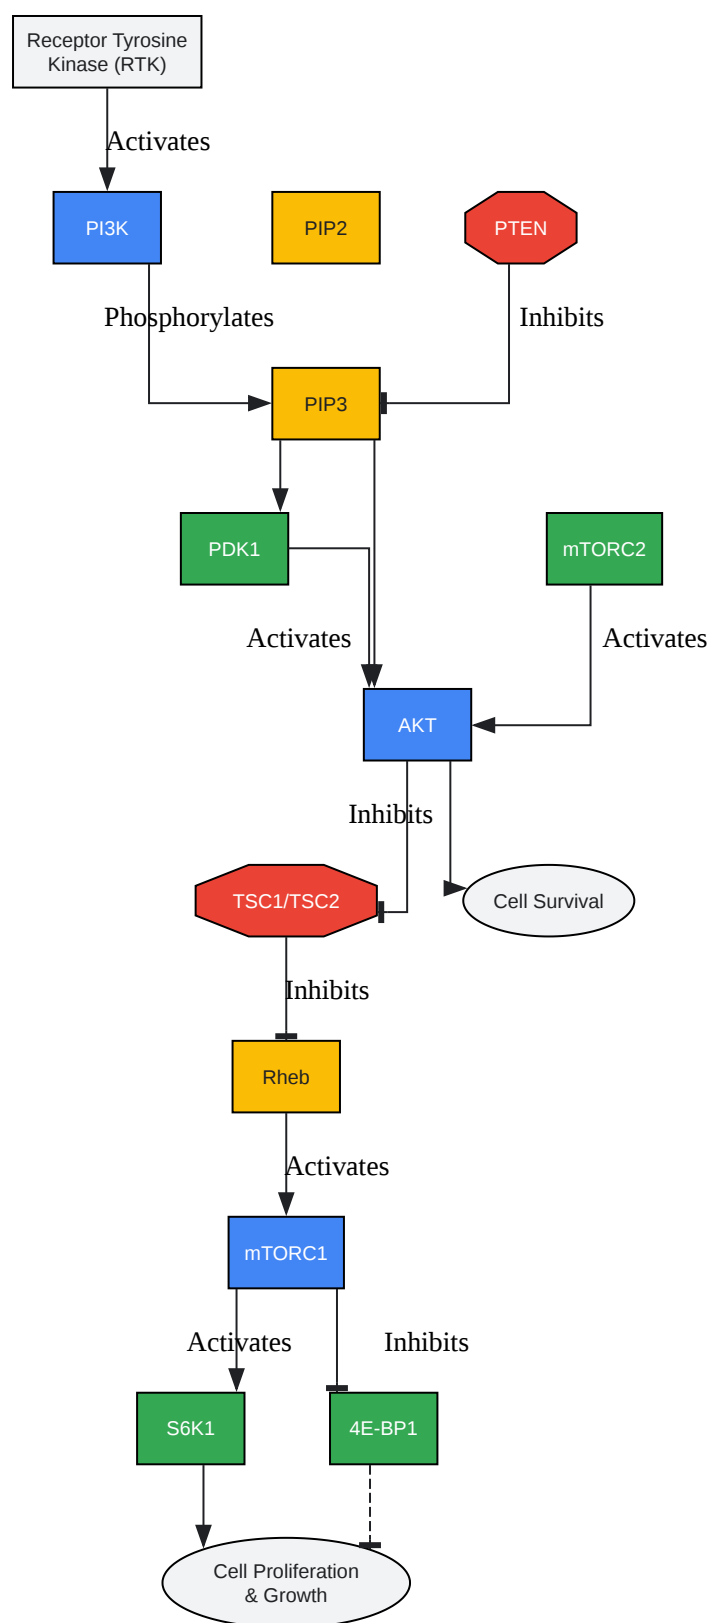 Receptor Tyrosine
Kinase (RTK)
Activates
PI3K
PIP2
PTEN
Phosphorylates
Inhibits
PIP3
PDK1
mTORC2
Activates
Activates
AKT
Inhibits
TSC1/TSC2
Cell Survival
Inhibits
Rheb
Activates
mTORC1
Activates
Inhibits
S6K1
4E-BP1
Cell Proliferation
& Growth